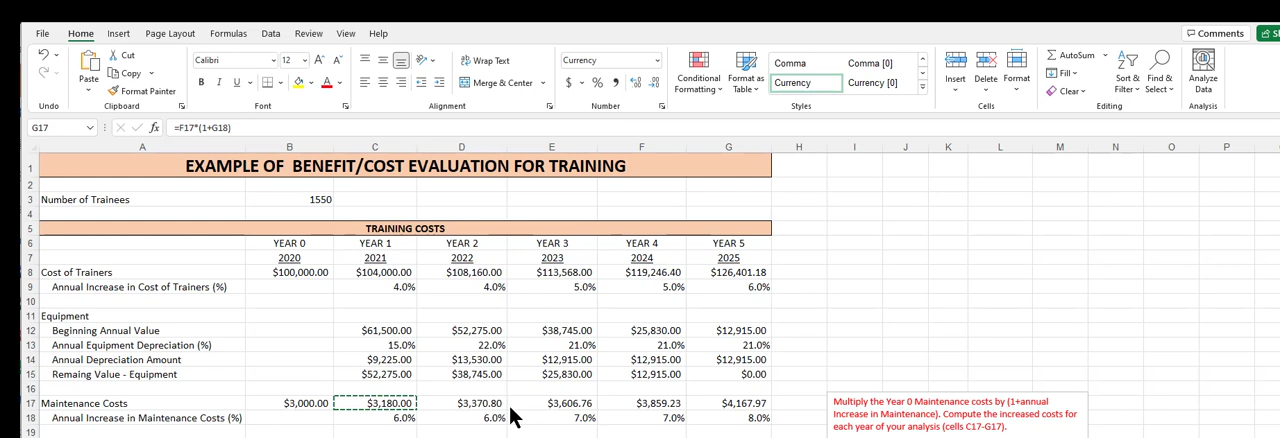 File Home Insert Page Layout Formulas Data Review View Help Comments
Cut Calibri 12 Wrap Text Currency Comma Comma [0] AutoSum
Paste Copy Conditional Format as Currency Currency [0] Insert Delete Format Fill Sort & Find & Analyze
Format Painter B I U Merge & Center $ % Formatting Table Clear Filter Select Data
Undo Clipboard Font Alignment Number Styles Cells Editing Analysis
G17 fx =F17*(1+G18)
A B C D E F G H I J K L M N O P
1 EXAMPLE OF BENEFIT/COST EVALUATION FOR TRAINING
2
3 Number of Trainees 1550
4
5 TRAINING COSTS
6 YEAR 0 YEAR 1 YEAR 2 YEAR 3 YEAR 4 YEAR 5
7 2020 2021 2022 2023 2024 2025
8 Cost of Trainers $100,000.00 $104,000.00 $108,160.00 $113,568.00 $119,246.40 $126,401.18
9 Annual Increase in Cost of Trainers (%) 4.0% 4.0% 5.0% 5.0% 6.0%
10
11 Equipment
12 Beginning Annual Value $61,500.00 $52,275.00 $38,745.00 $25,830.00 $12,915.00
13 Annual Equipment Depreciation (%) 15.0% 22.0% 21.0% 21.0% 21.0%
14 Annual Depreciation Amount $9,225.00 $13,530.00 $12,915.00 $12,915.00 $12,915.00
15 Remaing Value - Equipment $52,275.00 $38,745.00 $25,830.00 $12,915.00 $0.00
16
17 Maintenance Costs $3,000.00 $3,180.00 $3,370.80 $3,606.76 $3,859.23 $4,167.97
18 Annual Increase in Maintenance Costs (%) 6.0% 6.0% 7.0% 7.0% 8.0%
19
Multiply the Year 0 Maintenance costs by (1+annual
Increase in Maintenance). Compute the increased costs for
each year of your analysis (cells C17-G17).